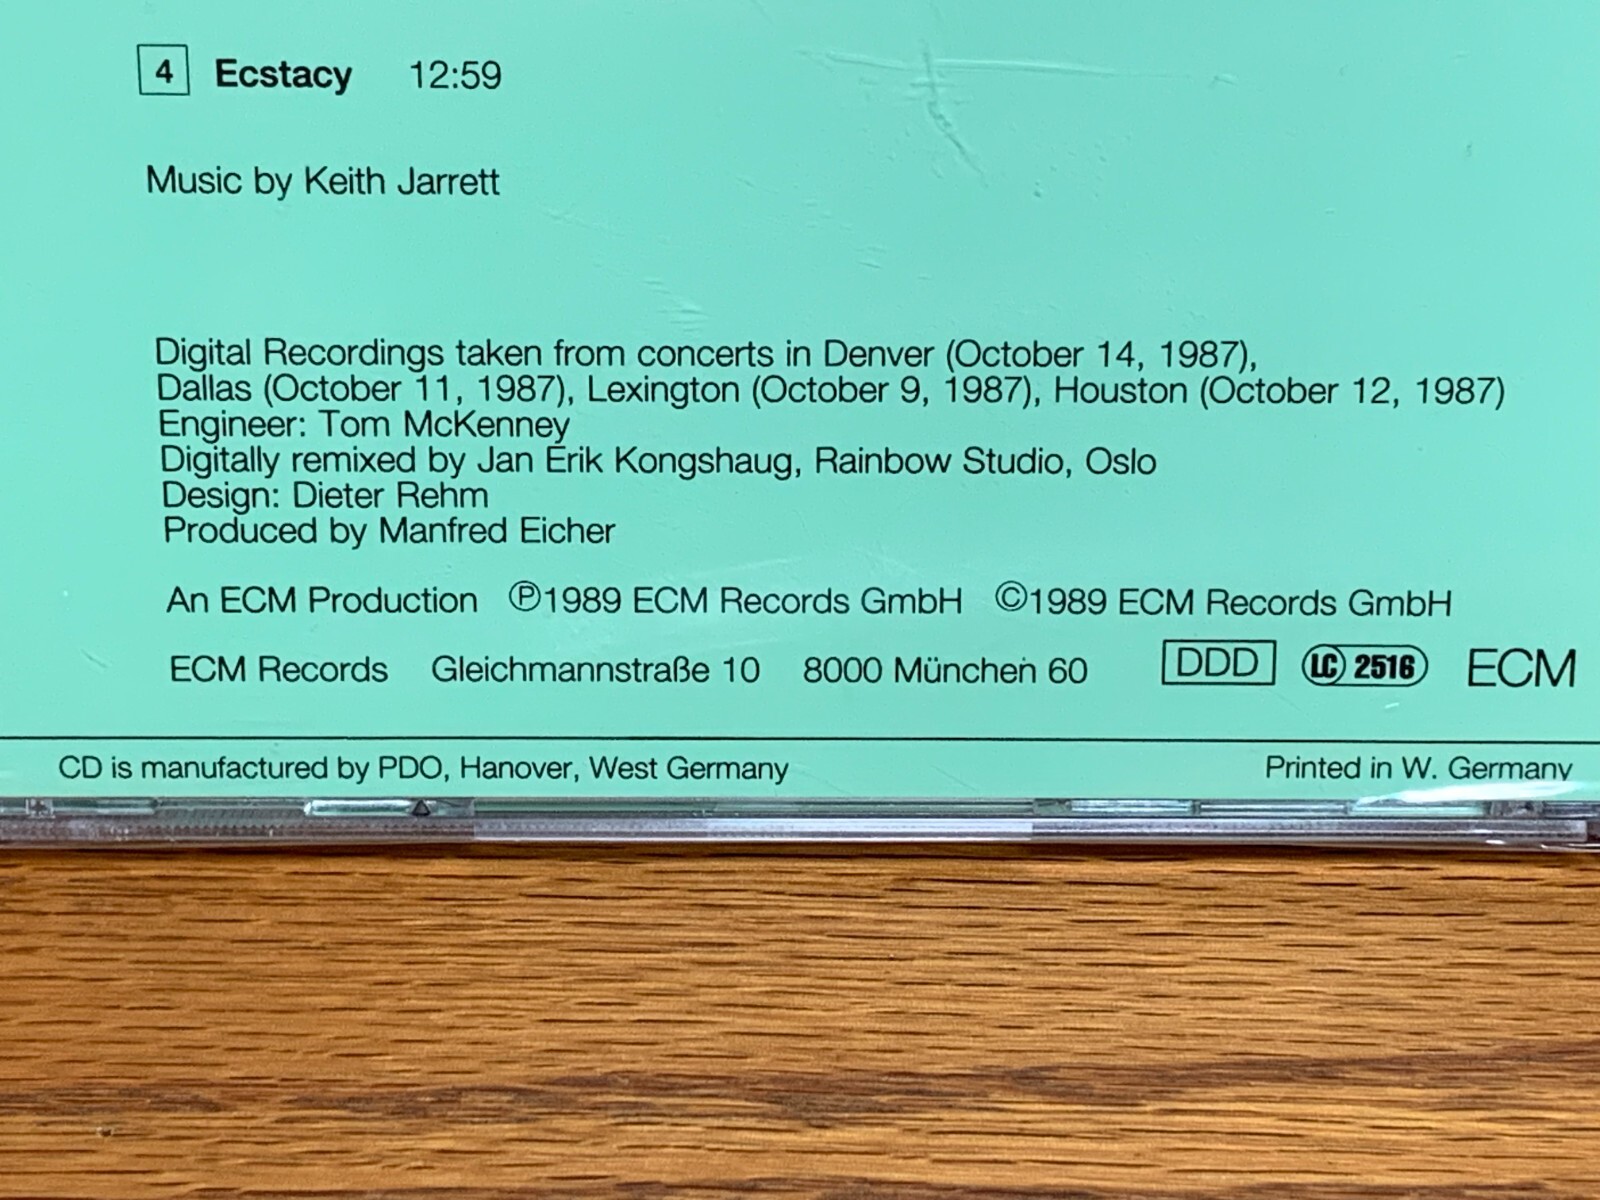 4 Ecstacy 12:59
Music by Keith Jarrett
Digital Recordings taken from concerts in Denver (October 14, 1987),
Dallas (October 11, 1987), Lexington (October 9, 1987), Houston (October 12, 1987)
Engineer: Tom McKenney
Digitally remixed by Jan Erik Kongshaug, Rainbow Studio, Oslo
Design: Dieter Rehm
Produced by Manfred Eicher
An ECM Production ℗1989 ECM Records GmbH ©1989 ECM Records GmbH
ECM Records Gleichmannstraße 10 8000 München 60 DDD LC 2516 ECM
CD is manufactured by PDO, Hanover, West Germany Printed in W. Germany